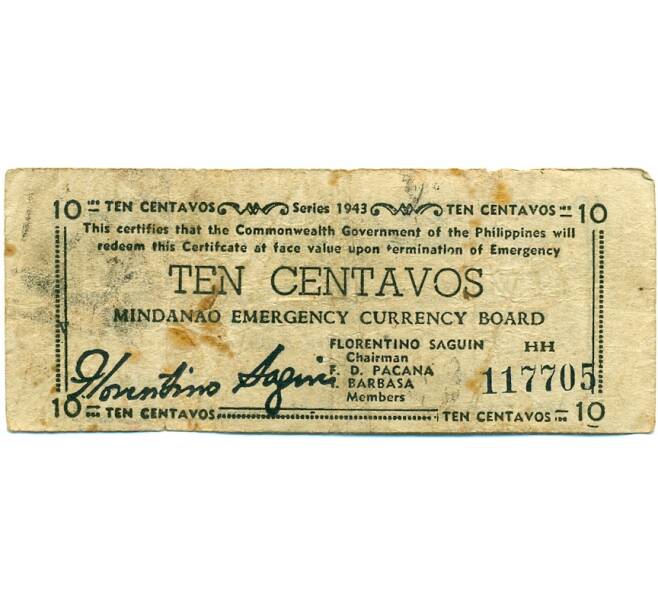 10 TEN CENTAVOS Series 1943 TEN CENTAVOS 10
This certifies that the Commonwealth Government of the Philippines will
redeem this Certifcate at face value upon termination of Emergency
TEN CENTAVOS
MINDANAO EMERGENCY CURRENCY BOARD
FLORENTINO SAGUIN HH
Chairman
F. D. PACANA
BARBASA
Members
117705
Florentino Saguin
10 TEN CENTAVOS TEN CENTAVOS 10